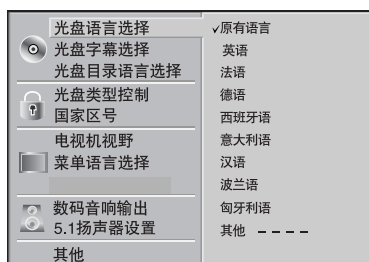 光盘语言选择
光盘字幕选择
光盘目录语言选择
光盘类型控制
国家区号
电视机视野
菜单语言选择
数码音响输出
5.1扬声器设置
其他
✓原有语言
英语
法语
德语
西班牙语
意大利语
汉语
波兰语
匈牙利语
其他 – – – –